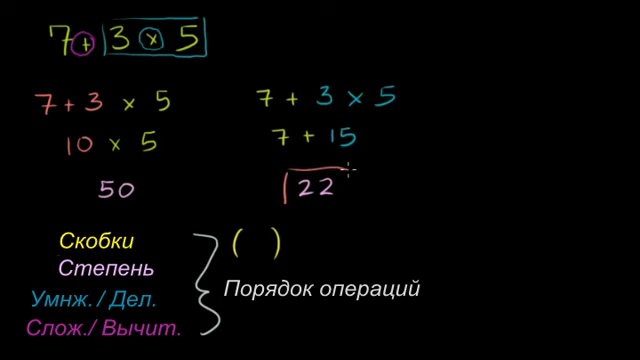 7 + 3 × 5
7 + 3 × 5
10 × 5
50
7 + 3 × 5
7 + 15
22
Скобки ( )
Степень
Умнж. / Дел.
Слож./ Вычит.
Порядок операций